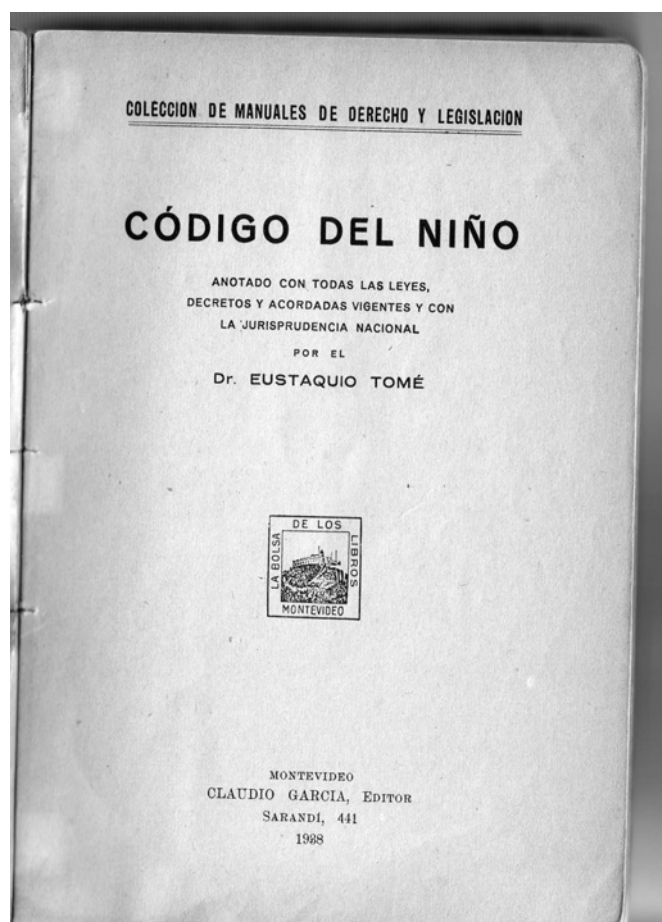 COLECCION DE MANUALES DE DERECHO Y LEGISLACION
CÓDIGO DEL NIÑO
ANOTADO CON TODAS LAS LEYES,
DECRETOS Y ACORDADAS VIGENTES Y CON
LA JURISPRUDENCIA NACIONAL
POR EL
Dr. EUSTAQUIO TOMÉ
LA BOLSA
DE LOS
LIBROS
MONTEVIDEO
MONTEVIDEO
CLAUDIO GARCIA, EDITOR
SARANDÍ, 441
1938